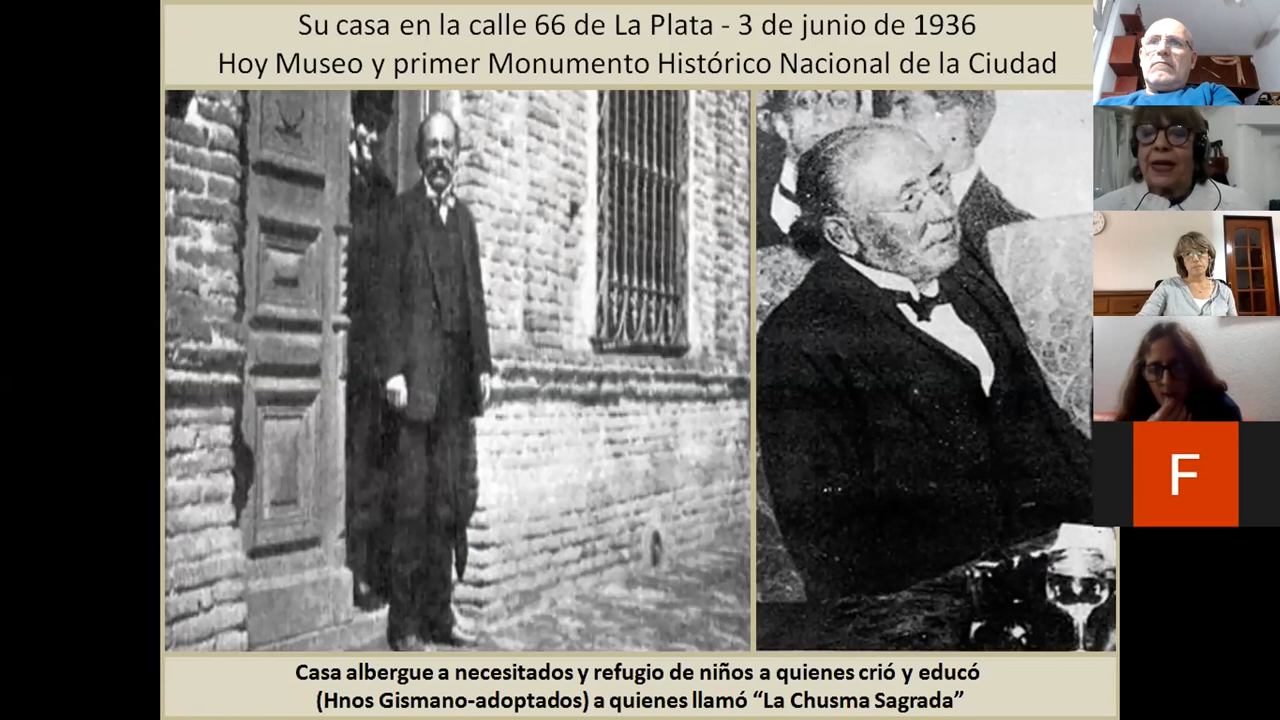 Su casa en la calle 66 de La Plata - 3 de junio de 1936
Hoy Museo y primer Monumento Histórico Nacional de la Ciudad
Casa albergue a necesitados y refugio de niños a quienes crió y educó
(Hnos Gismano-adoptados) a quienes llamó “La Chusma Sagrada”
F